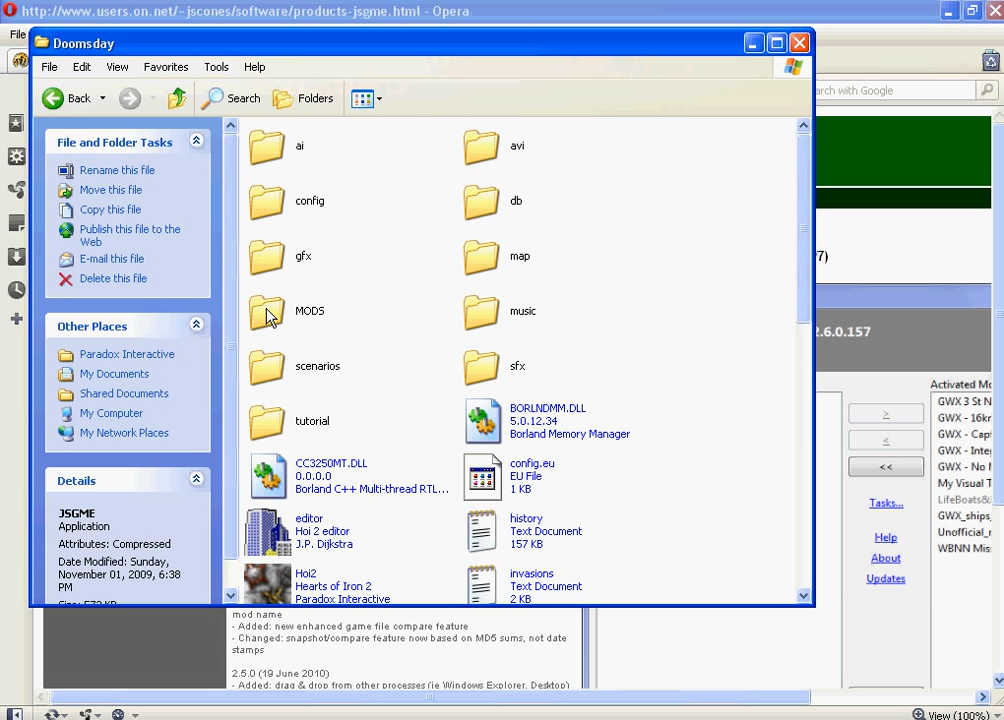 http://www.users.on.net/~jscones/software/products-jsgme.html - Opera
File
Doomsday
File Edit View Favorites Tools Help
Back Search Folders
arch with Google
File and Folder Tasks
Rename this file
Move this file
Copy this file
Publish this file to the
Web
E-mail this file
Delete this file
Other Places
Paradox Interactive
My Documents
Shared Documents
My Computer
My Network Places
Details
JSGME
Application
Attributes: Compressed
Date Modified: Sunday,
November 01, 2009, 6:38
PM
ai
avi
config
db
gfx
map
MODS
music
scenarios
sfx
tutorial
BORLNDMM.DLL
5.0.12.34
Borland Memory Manager
CC3250MT.DLL
0.0.0.0
Borland C++ Multi-thread RTL...
config.eu
EU File
1 KB
editor
Hoi 2 editor
J.P. Dijkstra
history
Text Document
157 KB
Hoi2
Hearts of Iron 2
Paradox Interactive
invasions
Text Document
2 KB
7)
2.6.0.157
Activated Mo
GWX 3 St N
GWX - 16k
GWX - Capt
GWX - Inte
GWX - No
My Visual T
LifeBoats&
GWX_ships_
Unofficial_
WBNN Mis
>
<
<<
Tasks...
Help
About
Updates
mod name
- Added: new enhanced game file compare feature
- Changed: snapshot/compare feature now based on MD5 sums, not date
stamps
2.5.0 (19 June 2010)
- Added: drag & drop from other processes (ie Windows Explorer, Desktop)
View (100%)